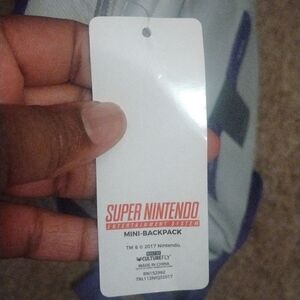 SUPER NINTENDO
ENTERTAINMENT SYSTEM
MINI-BACKPACK
TM & © 2017 Nintendo.
CULTUREFLY
MADE IN CHINA